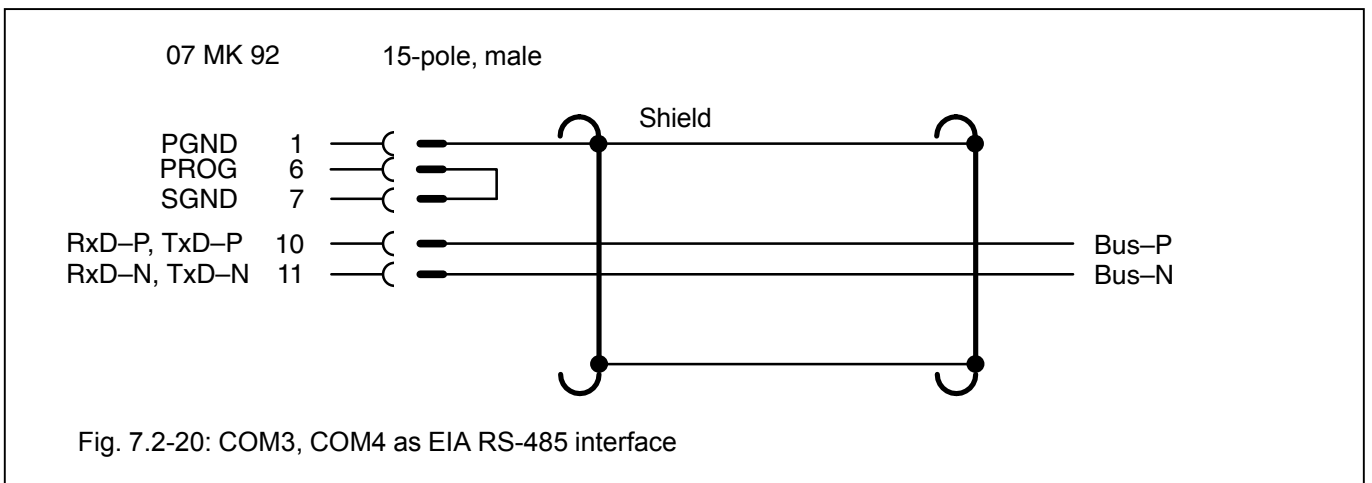 07 MK 92 15-pole, male
Shield
PGND 1
PROG 6
SGND 7
RxD–P, TxD–P 10 Bus–P
RxD–N, TxD–N 11 Bus–N
Fig. 7.2-20: COM3, COM4 as EIA RS-485 interface